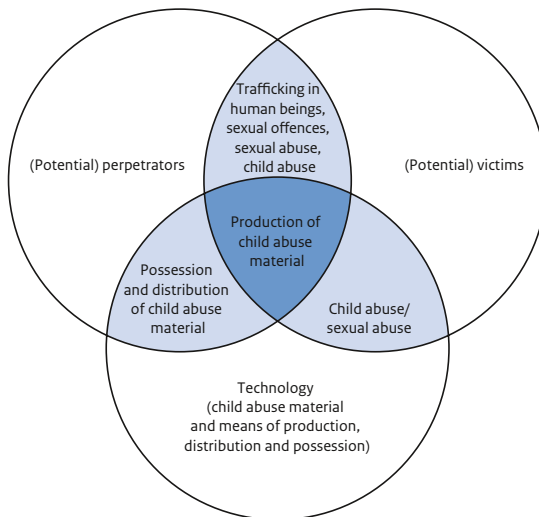 Trafficking in
human beings,
sexual offences,
sexual abuse,
child abuse
(Potential) perpetrators
(Potential) victims
Production of
child abuse
material
Possession
and distribution
of child abuse
material
Child abuse/
sexual abuse
Technology
(child abuse material
and means of production,
distribution and possession)